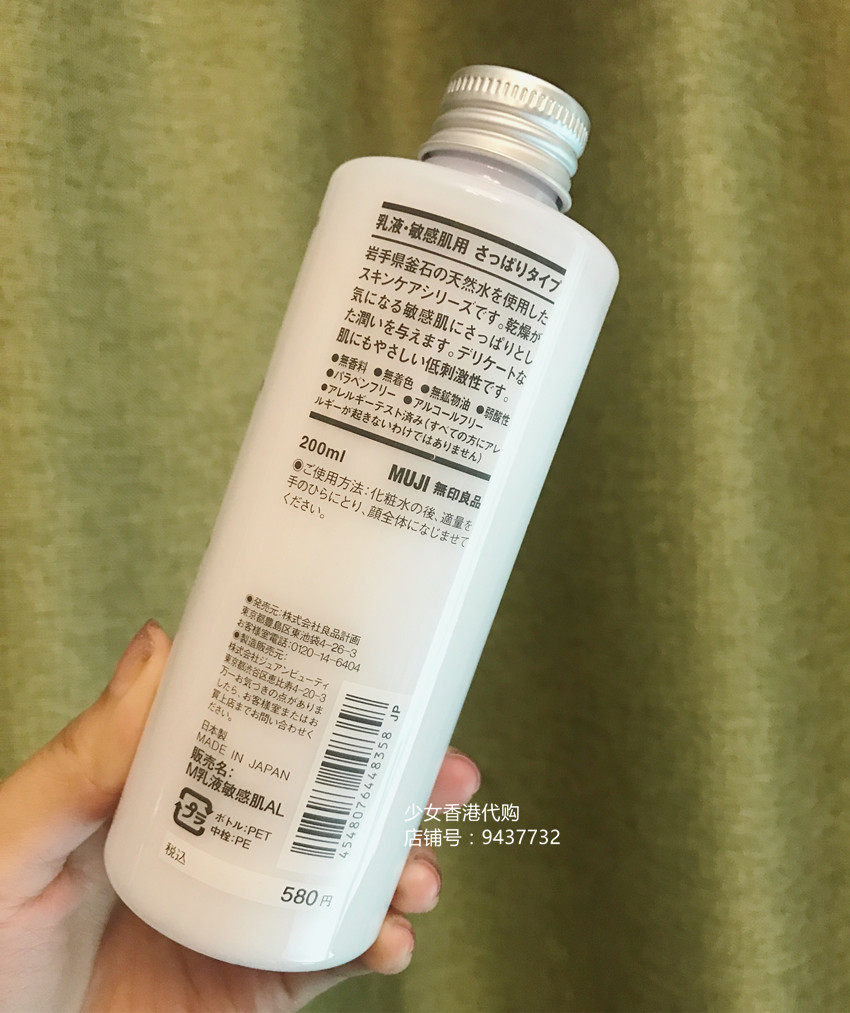 乳液・敏感肌用 さっぱりタイプ
岩手県釜石の天然水を使用した
スキンケアシリーズです。乾燥が
気になる敏感肌にさっぱりとし
た潤いを与えます。デリケートな
肌にもやさしい低刺激性です。
●無香料 ●無着色 ●無鉱物油 ●弱酸性
●パラベンフリー ●アルコールフリー
●アレルギーテスト済み(すべての方にアレ
ルギーが起きないわけではありません)
200ml MUJI 無印良品
●ご使用方法:化粧水の後、適量を
手のひらにとり、顔全体になじませて
ください。
●発売元:株式会社良品計画
東京都豊島区東池袋4-26-3
お客様室電話:0120-14-6404
●製造販売元:
株式会社ジュアンビューティ
東京都渋谷区恵比寿4-20-3
万一お気づきの点がありま
したら、お客様室またはお
買上店までお問い合わせく
ださい。
日本製
MADE IN JAPAN
販売名:
M乳液敏感肌AL
プラ
ボトル:PET
中栓:PE
4548076448358 JP
税込
580円
少女香港代购
店铺号：9437732